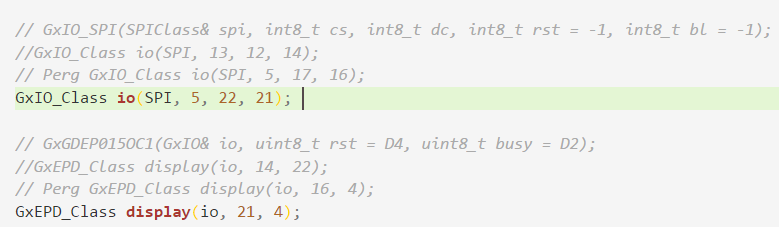 // GxIO_SPI(SPIClass& spi, int8_t cs, int8_t dc, int8_t rst = -1, int8_t bl = -1);
//GxIO_Class io(SPI, 13, 12, 14);
// Perg GxIO_Class io(SPI, 5, 17, 16);
GxIO_Class io(SPI, 5, 22, 21);
// GxGDEP015OC1(GxIO& io, uint8_t rst = D4, uint8_t busy = D2);
//GxEPD_Class display(io, 14, 22);
// Perg GxEPD_Class display(io, 16, 4);
GxEPD_Class display(io, 21, 4);